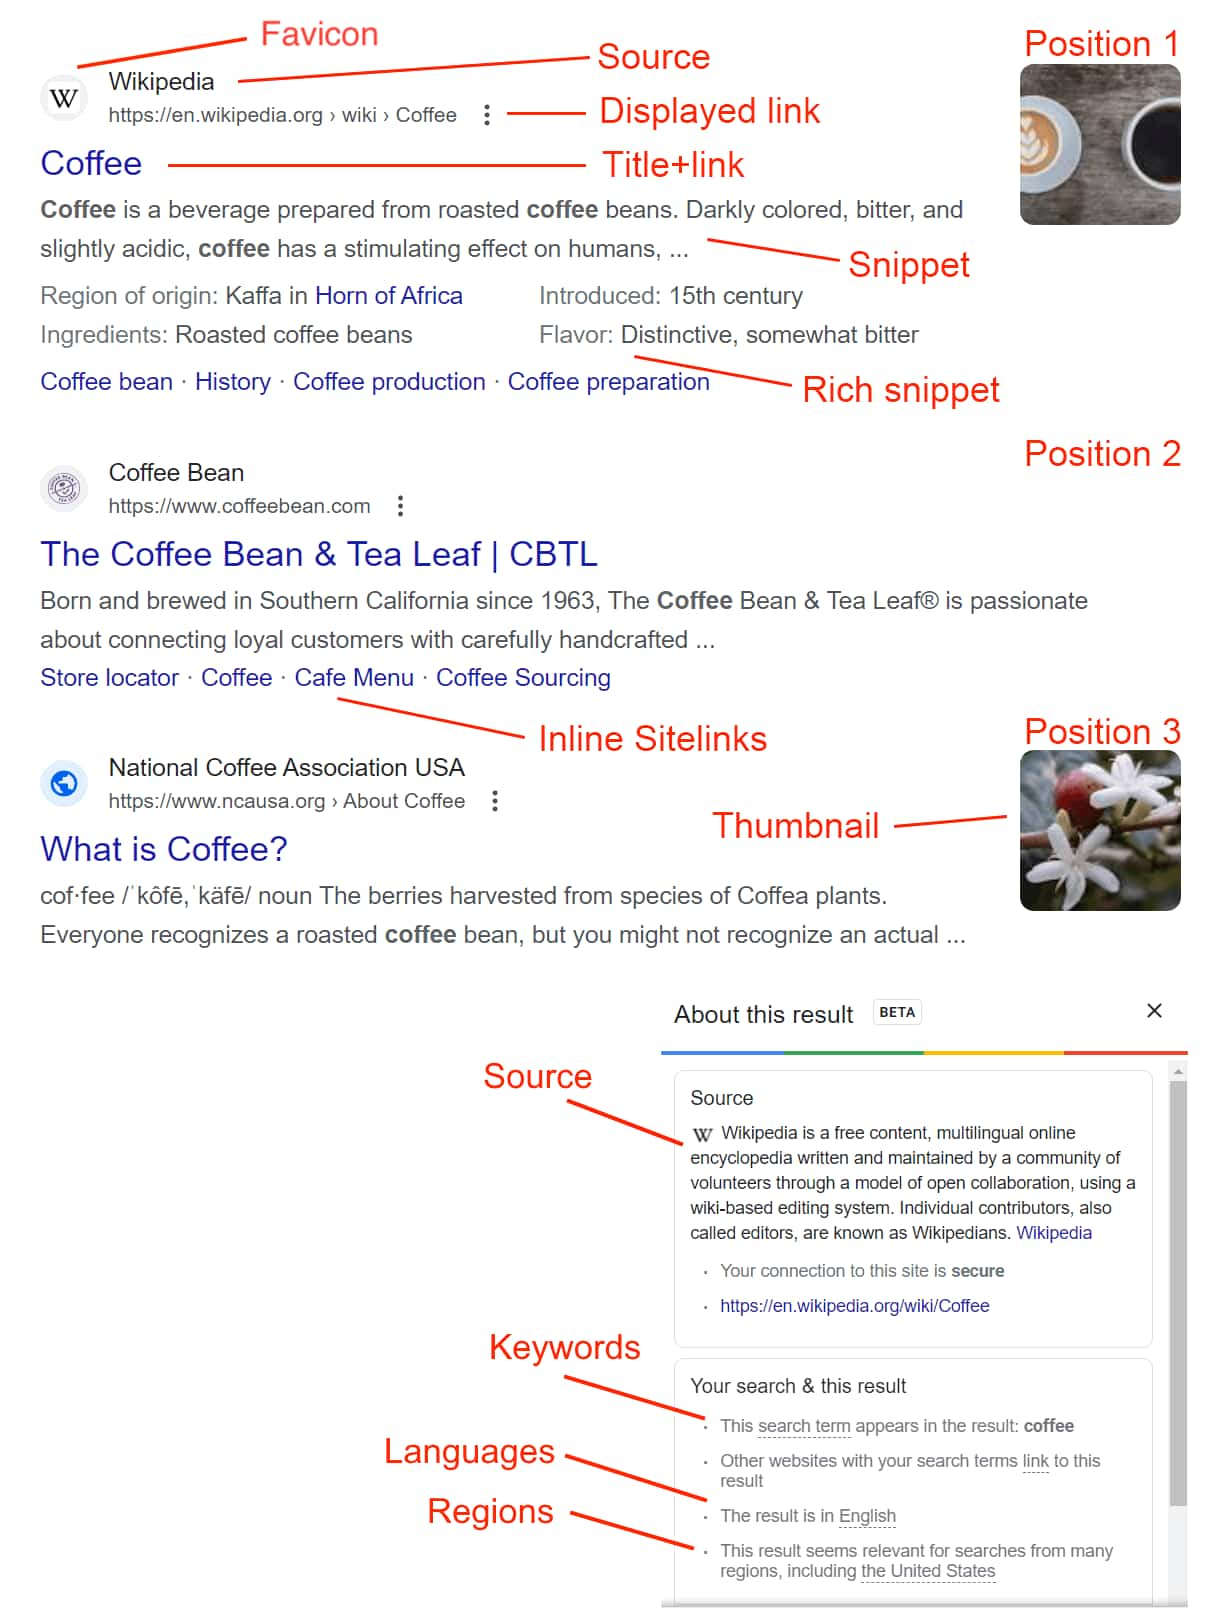 Favicon
Position 1
Wikipedia
Source
W
https://en.wikipedia.org › wiki › Coffee
Displayed link
Coffee
Title+link
Coffee is a beverage prepared from roasted coffee beans. Darkly colored, bitter, and
slightly acidic, coffee has a stimulating effect on humans, ...
Snippet
Region of origin: Kaffa in Horn of Africa
Introduced: 15th century
Ingredients: Roasted coffee beans
Flavor: Distinctive, somewhat bitter
Coffee bean · History · Coffee production · Coffee preparation
Rich snippet
Position 2
Coffee Bean
https://www.coffeebean.com
The Coffee Bean & Tea Leaf | CBTL
Born and brewed in Southern California since 1963, The Coffee Bean & Tea Leaf® is passionate
about connecting loyal customers with carefully handcrafted ...
Store locator · Coffee · Cafe Menu · Coffee Sourcing
Inline Sitelinks
Position 3
National Coffee Association USA
https://www.ncausa.org › About Coffee
Thumbnail
What is Coffee?
cof·fee /ˈkôfē,ˈkäfē/ noun The berries harvested from species of Coffea plants.
Everyone recognizes a roasted coffee bean, but you might not recognize an actual ...
About this result BETA
Source
Source
W Wikipedia is a free content, multilingual online
encyclopedia written and maintained by a community of
volunteers through a model of open collaboration, using a
wiki-based editing system. Individual contributors, also
called editors, are known as Wikipedians. Wikipedia
· Your connection to this site is secure
· https://en.wikipedia.org/wiki/Coffee
Keywords
Your search & this result
· This search term appears in the result: coffee
Languages
· Other websites with your search terms link to this
result
Regions
· The result is in English
· This result seems relevant for searches from many
regions, including the United States